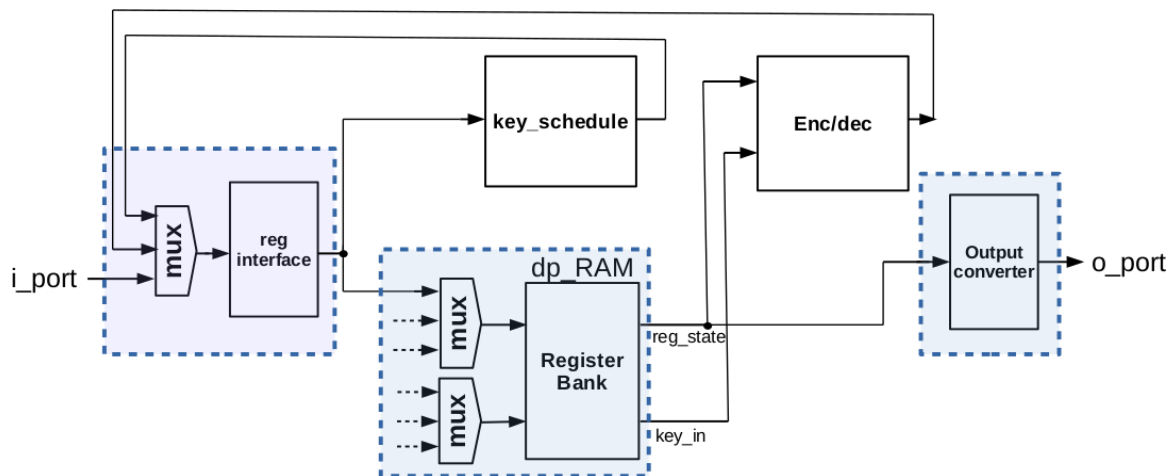 key_schedule
Enc/dec
mux
reg
interface
i_port
dp_RAM
mux
Register
Bank
mux
reg_state
key_in
Output
converter
o_port